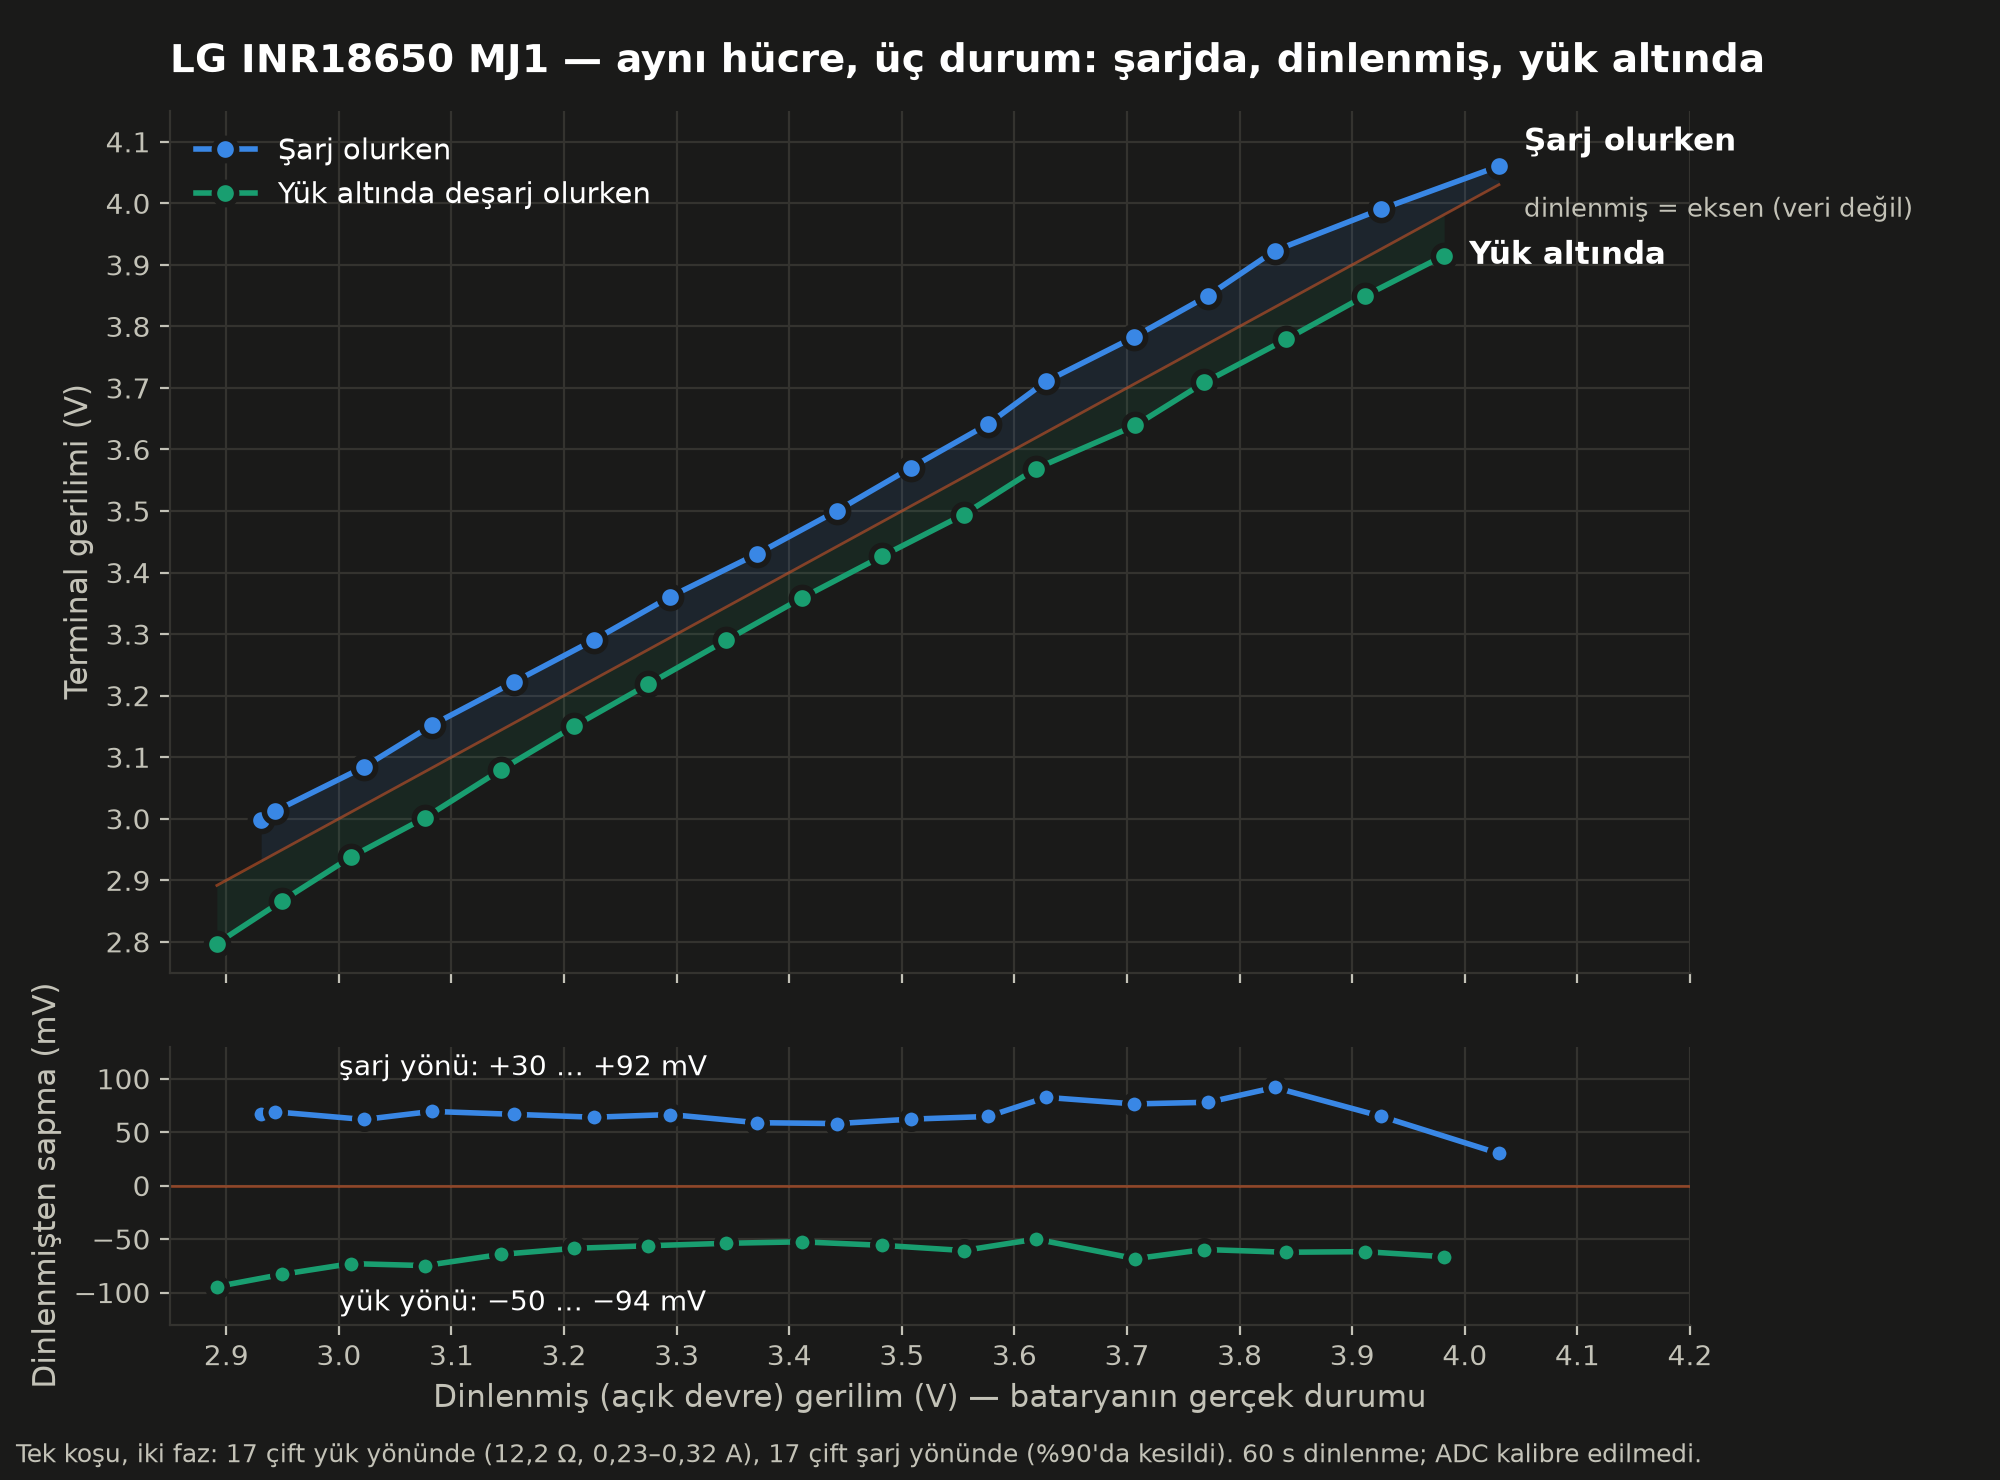 LG INR18650 MJ1 — aynı hücre, üç durum: şarjda, dinlenmiş, yük altında
Şarj olurken
Yük altında deşarj olurken
Şarj olurken
dinlenmiş = eksen (veri değil)
Yük altında
Terminal gerilimi (V)
4.1
4.0
3.9
3.8
3.7
3.6
3.5
3.4
3.3
3.2
3.1
3.0
2.9
2.8
Dinlenmişten sapma (mV)
100
50
0
−50
−100
şarj yönü: +30 … +92 mV
yük yönü: −50 … −94 mV
2.9 3.0 3.1 3.2 3.3 3.4 3.5 3.6 3.7 3.8 3.9 4.0 4.1 4.2
Dinlenmiş (açık devre) gerilim (V) — bataryanın gerçek durumu
Tek koşu, iki faz: 17 çift yük yönünde (12,2 Ω, 0,23–0,32 A), 17 çift şarj yönünde (%90'da kesildi). 60 s dinlenme; ADC kalibre edilmedi.